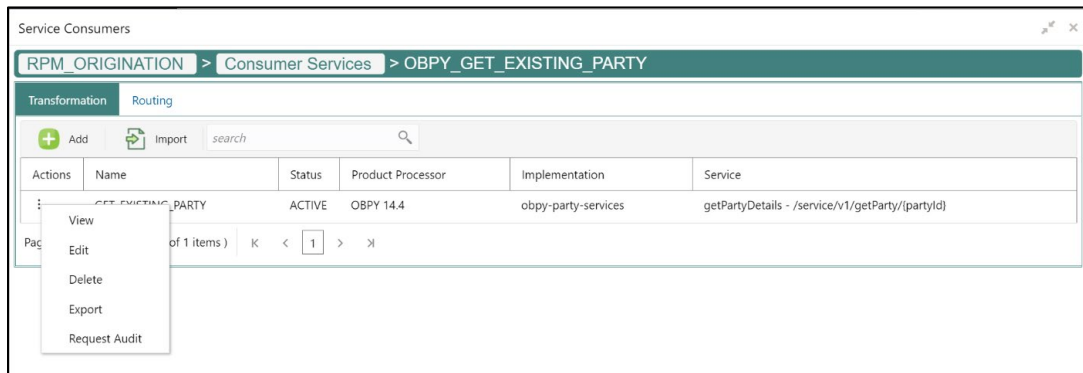 Service Consumers
RPM_ORIGINATION > Consumer Services > OBPY_GET_EXISTING_PARTY
Transformation Routing
Add Import search
Actions Name Status Product Processor Implementation Service
GET_EXISTING_PARTY ACTIVE OBPY 14.4 obpy-party-services getPartyDetails - /service/v1/getParty/{partyId}
View
of 1 items ) K < 1 > >|
Edit
Delete
Export
Request Audit